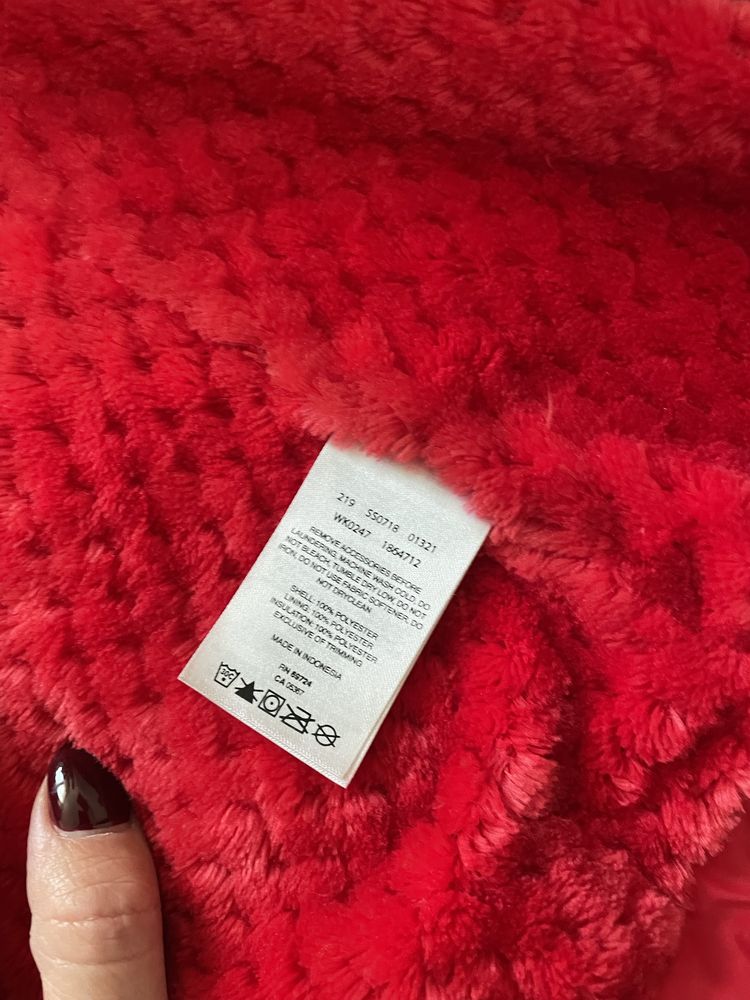 219 SS0718 01321
WK0247 1864712
REMOVE ACCESSORIES BEFORE
LAUNDERING, MACHINE WASH COLD, DO
NOT BLEACH, TUMBLE DRY LOW, DO NOT
IRON, DO NOT USE FABRIC SOFTENER, DO
NOT DRYCLEAN
SHELL: 100% POLYESTER
LINING: 100% POLYESTER
INSULATION: 100% POLYESTER
EXCLUSIVE OF TRIMMING
MADE IN INDONESIA
RN 69724
CA 05367
30C